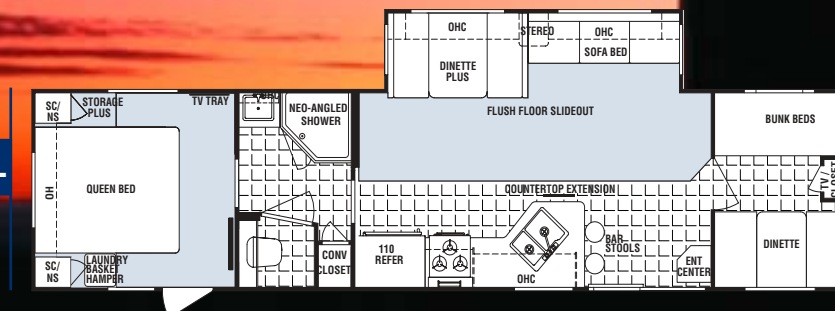 OHC
STEREO
OHC
SOFA BED
DINETTE
PLUS
SC/
NS
STORAGE
PLUS
TV TRAY
NEO-ANGLED
SHOWER
FLUSH FLOOR SLIDEOUT
BUNK BEDS
OH
QUEEN BED
COUNTERTOP EXTENSION
TV /
CLOSET
SC/
NS
LAUNDRY
BASKET
HAMPER
CONV
CLOSET
110
REFER
OHC
BAR
STOOLS
ENT
CENTER
DINETTE